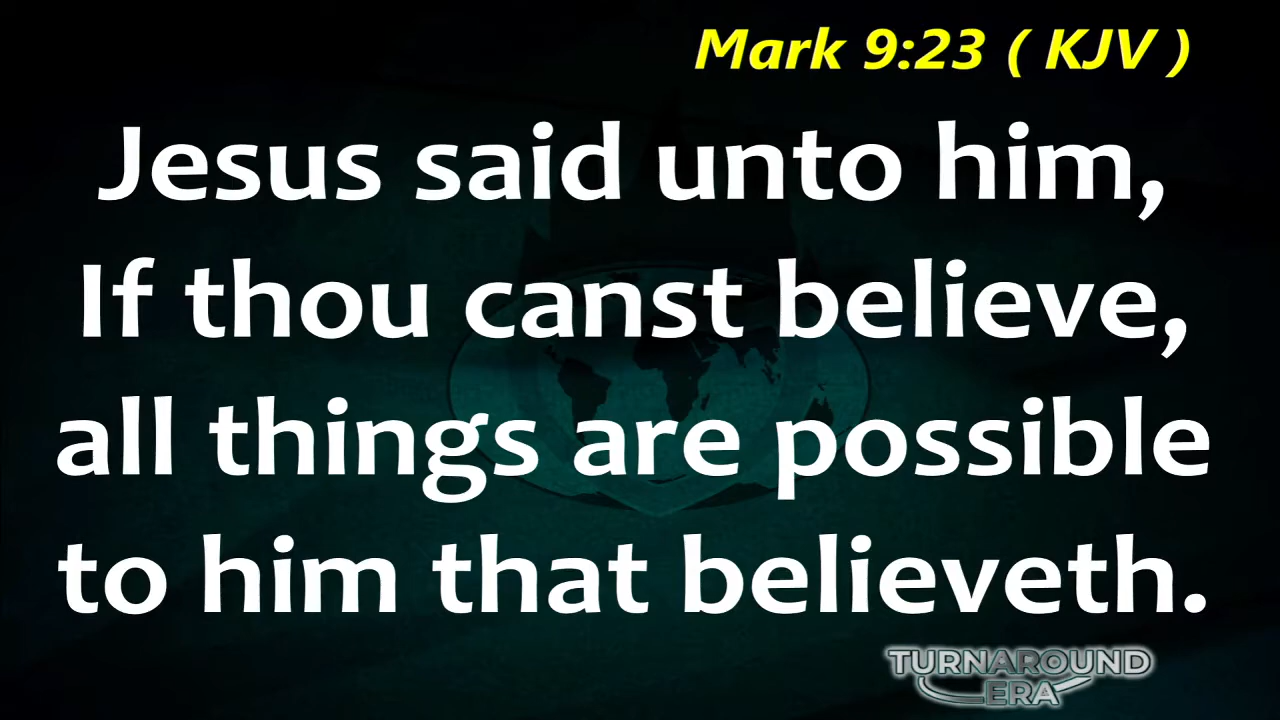 Mark 9:23 ( KJV )
Jesus said unto him,
If thou canst believe,
all things are possible
to him that believeth.
TURNAROUND
ERA